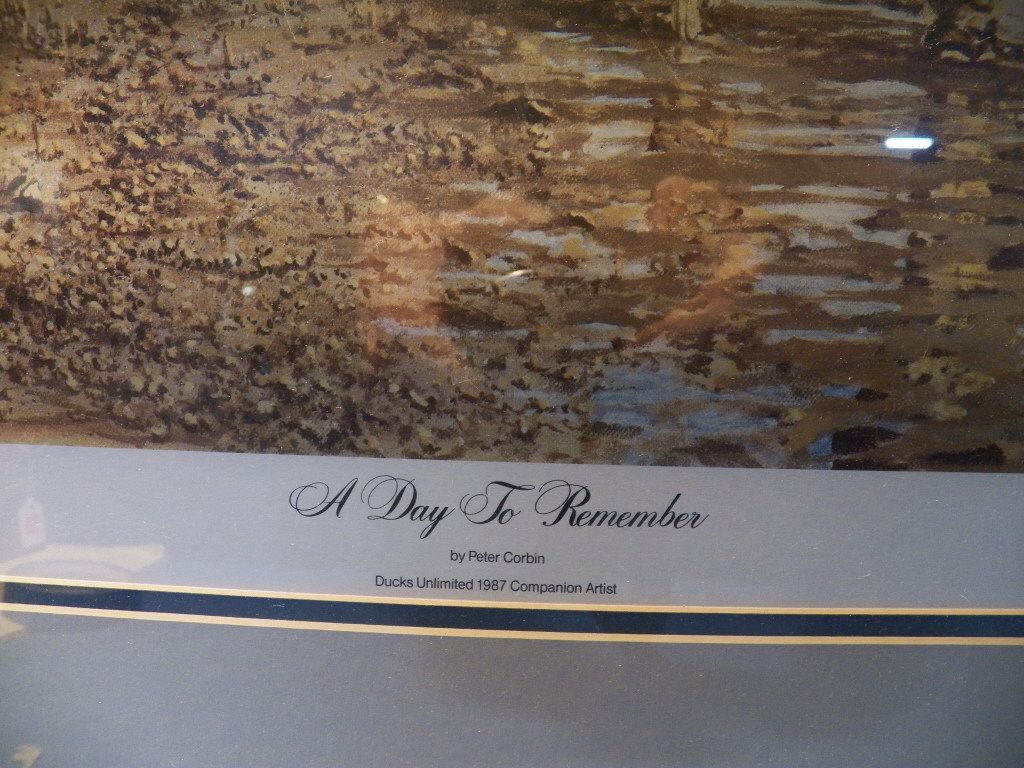 A Day To Remember
by Peter Corbin
Ducks Unlimited 1987 Companion Artist